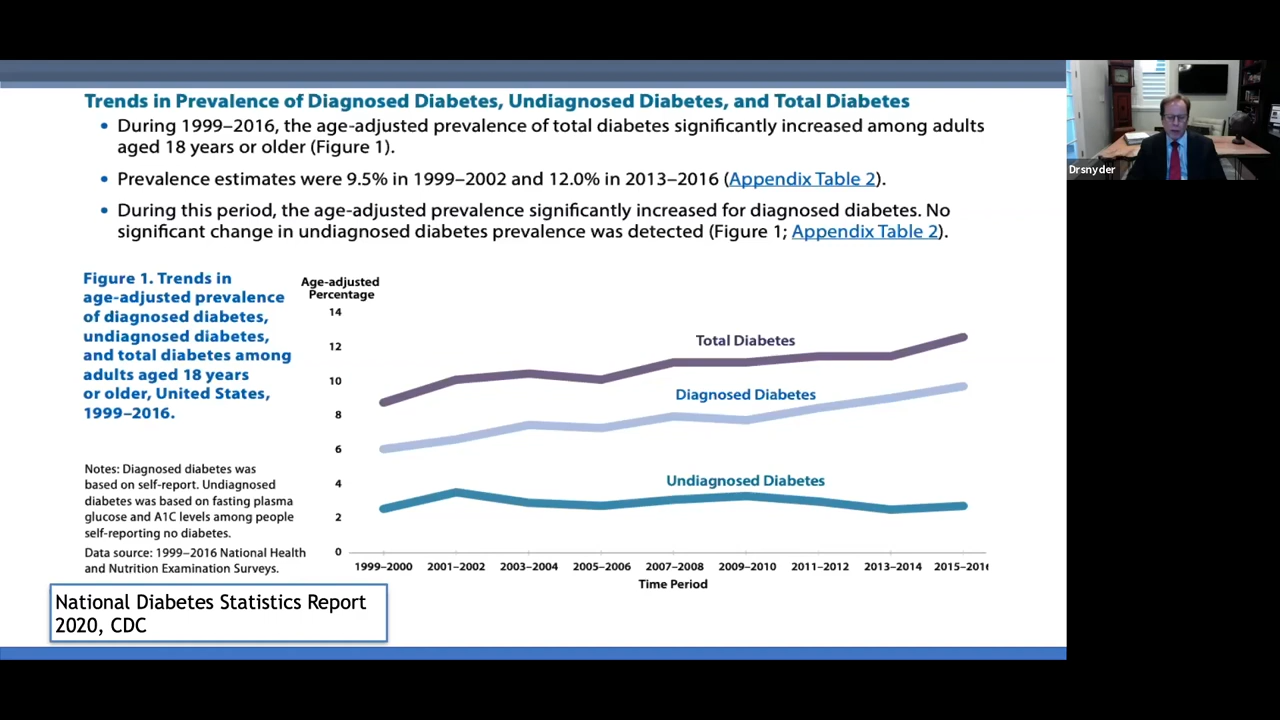 Trends in Prevalence of Diagnosed Diabetes, Undiagnosed Diabetes, and Total Diabetes
• During 1999–2016, the age-adjusted prevalence of total diabetes significantly increased among adults
aged 18 years or older (Figure 1).
• Prevalence estimates were 9.5% in 1999–2002 and 12.0% in 2013–2016 (Appendix Table 2).
• During this period, the age-adjusted prevalence significantly increased for diagnosed diabetes. No
significant change in undiagnosed diabetes prevalence was detected (Figure 1; Appendix Table 2).
Figure 1. Trends in
age-adjusted prevalence
of diagnosed diabetes,
undiagnosed diabetes,
and total diabetes among
adults aged 18 years
or older, United States,
1999–2016.
Notes: Diagnosed diabetes was
based on self-report. Undiagnosed
diabetes was based on fasting plasma
glucose and A1C levels among people
self-reporting no diabetes.
Data source: 1999–2016 National Health
and Nutrition Examination Surveys.
Age-adjusted
Percentage
14
12
10
8
6
4
2
0
Total Diabetes
Diagnosed Diabetes
Undiagnosed Diabetes
1999–2000 2001–2002 2003–2004 2005–2006 2007–2008 2009–2010 2011–2012 2013–2014 2015–2016
Time Period
National Diabetes Statistics Report
2020, CDC
Drsnyder